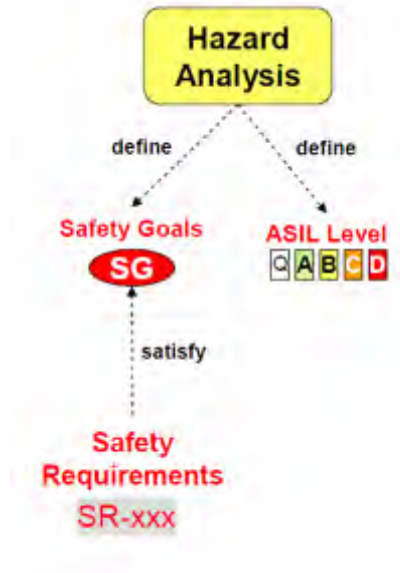 Hazard
Analysis
define
define
Safety Goals
ASIL Level
SG
Q A B C D
satisfy
Safety
Requirements
SR-xxx